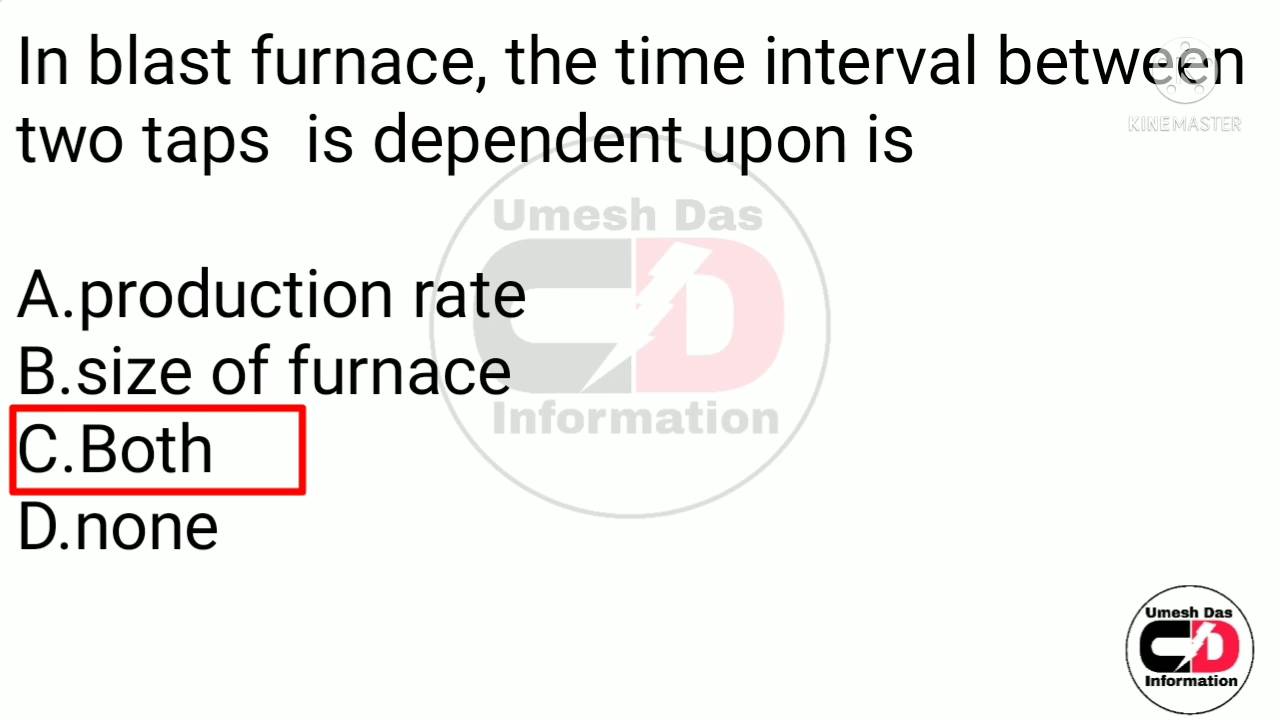 In blast furnace, the time interval between
two taps is dependent upon is
KINEMASTER
Umesh Das
Information
A.production rate
B.size of furnace
C.Both
D.none
Umesh Das
Information